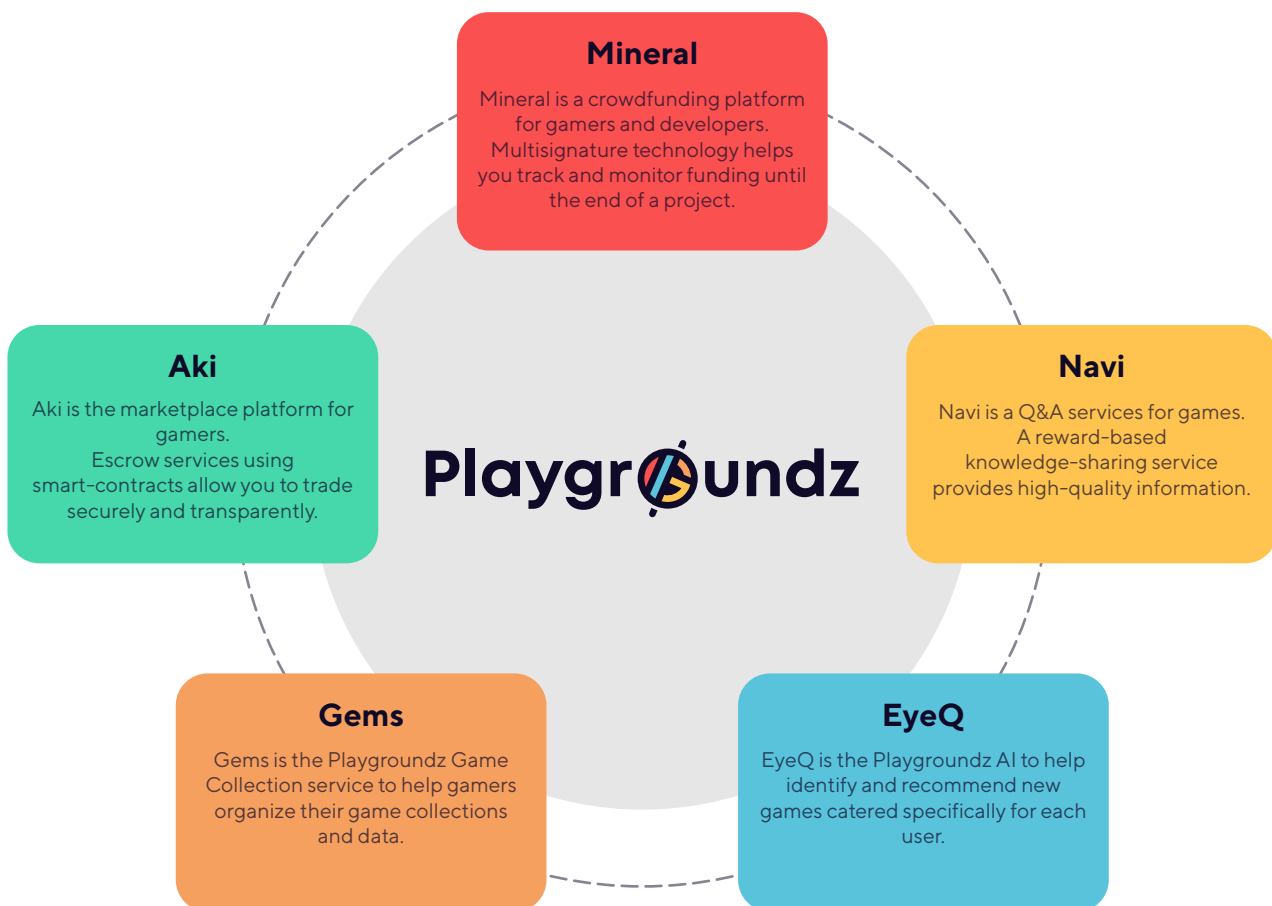 Mineral
Mineral is a crowdfunding platform
for gamers and developers.
Multisignature technology helps
you track and monitor funding until
the end of a project.
Aki
Aki is the marketplace platform for
gamers.
Escrow services using
smart-contracts allow you to trade
securely and transparently.
Playgroundz
Navi
Navi is a Q&A services for games.
A reward-based
knowledge-sharing service
provides high-quality information.
Gems
Gems is the Playgroundz Game
Collection service to help gamers
organize their game collections
and data.
EyeQ
EyeQ is the Playgroundz AI to help
identify and recommend new
games catered specifically for each
user.